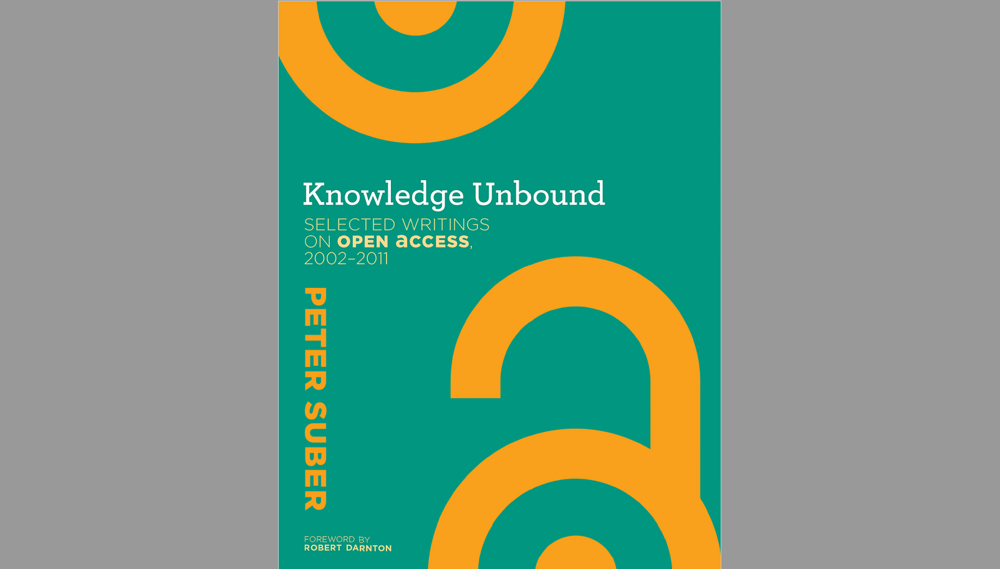 Knowledge Unbound
SELECTED WRITINGS
ON OPEN aCCESS,
2002–2011
PETER SUBER
FOREWORD BY
ROBERT DARNTON